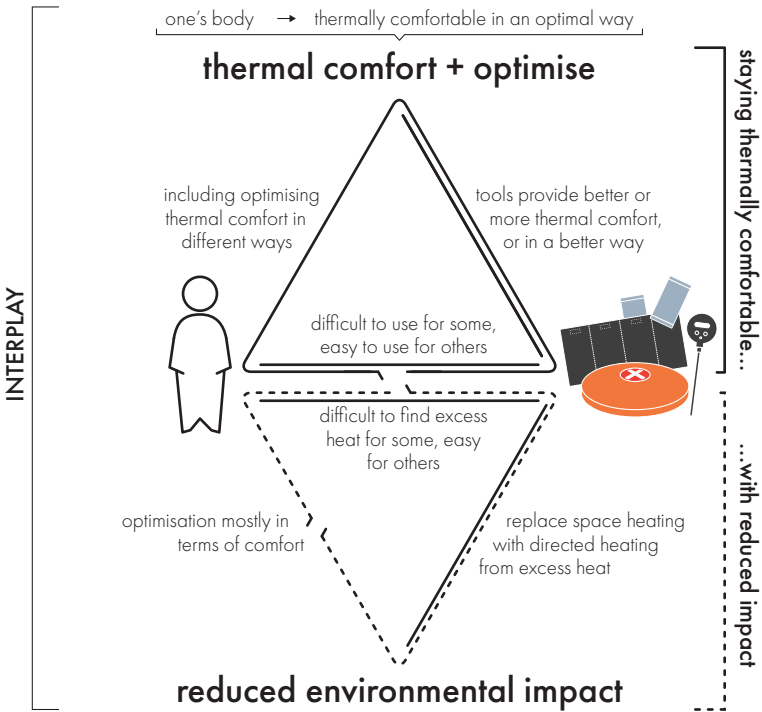 one's body → thermally comfortable in an optimal way
thermal comfort + optimise
including optimising
thermal comfort in
different ways
tools provide better or
more thermal comfort,
or in a better way
difficult to use for some,
easy to use for others
difficult to find excess
heat for some, easy
for others
optimisation mostly in
terms of comfort
replace space heating
with directed heating
from excess heat
reduced environmental impact
INTERPLAY
staying thermally comfortable...
....with reduced impact